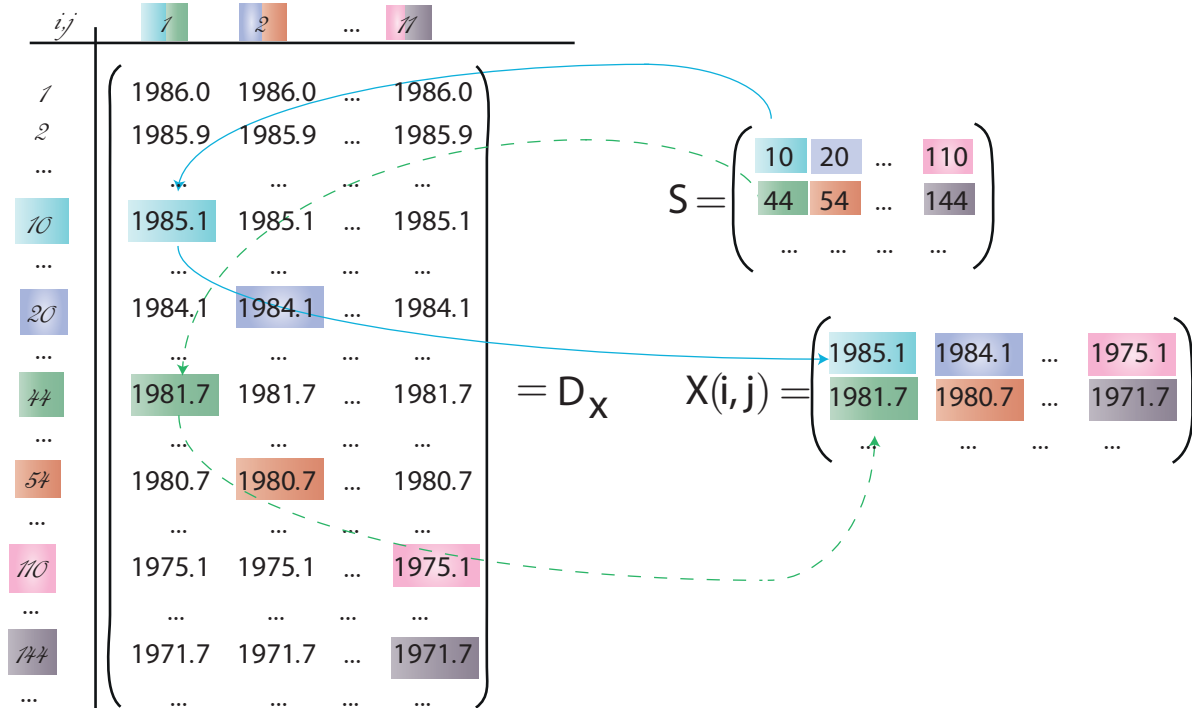 i,j 1 2 ... 11
1 1986.0 1986.0 ... 1986.0
2 1985.9 1985.9 ... 1985.9
... ... ... ... ...
10 1985.1 1985.1 ... 1985.1
... ... ... ... ...
20 1984.1 1984.1 ... 1984.1
... ... ... ... ...
44 1981.7 1981.7 ... 1981.7
... ... ... ... ...
54 1980.7 1980.7 ... 1980.7
... ... ... ... ...
110 1975.1 1975.1 ... 1975.1
... ... ... ... ...
144 1971.7 1971.7 ... 1971.7
... ... ... ... ...
= Dx
S =
10 20 ... 110
44 54 ... 144
... ... ... ...
X(i, j) =
1985.1 1984.1 ... 1975.1
1981.7 1980.7 ... 1971.7
... ... ... ...